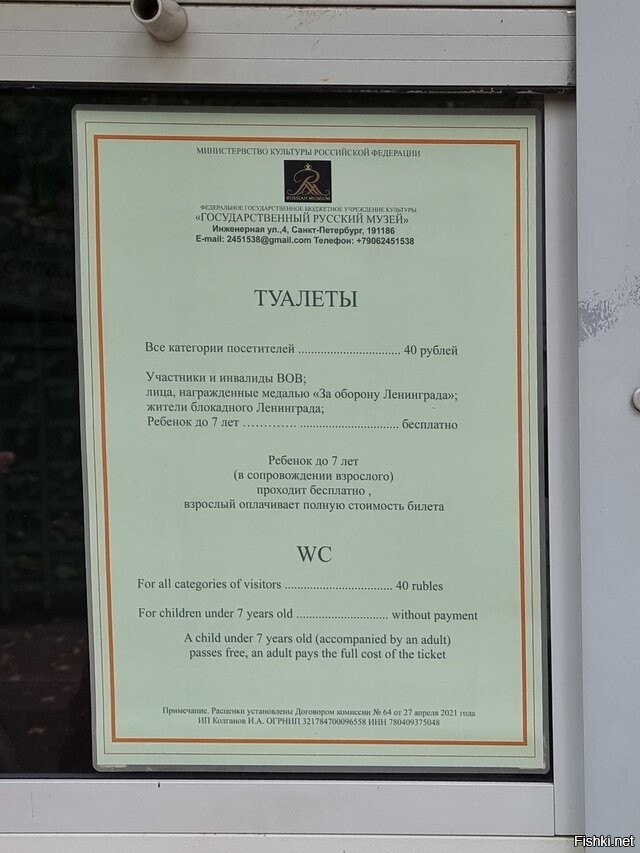 МИНИСТЕРСТВО КУЛЬТУРЫ РОССИЙСКОЙ ФЕДЕРАЦИИ
RUSSIAN MUSEUM
ФЕДЕРАЛЬНОЕ ГОСУДАРСТВЕННОЕ БЮДЖЕТНОЕ УЧРЕЖДЕНИЕ КУЛЬТУРЫ
«ГОСУДАРСТВЕННЫЙ РУССКИЙ МУЗЕЙ»
Инженерная ул.,4, Санкт-Петербург, 191186
E-mail: 2451538@gmail.com Телефон: +79062451538
ТУАЛЕТЫ
Все категории посетителей ................................ 40 рублей
Участники и инвалиды ВОВ;
лица, награжденные медалью «За оборону Ленинграда»;
жители блокадного Ленинграда;
Ребенок до 7 лет ………… ............................... бесплатно
Ребенок до 7 лет
(в сопровождении взрослого)
проходит бесплатно ,
взрослый оплачивает полную стоимость билета
WC
For all categories of visitors .................................. 40 rubles
For children under 7 years old ............................. without payment
A child under 7 years old (accompanied by an adult)
passes free, an adult pays the full cost of the ticket
Примечание. Расценки установлены Договором комиссии № 64 от 27 апреля 2021 года
ИП Колганов И.А. ОГРНИП 321784700096558 ИНН 780409375048
Fishki.net